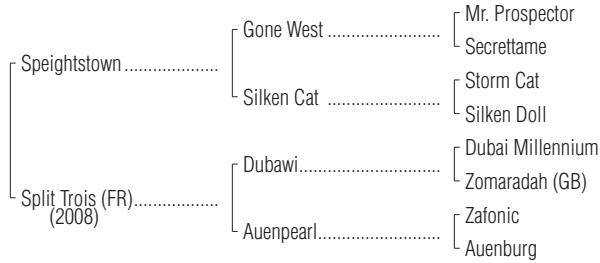 Mr. Prospector
Gone West ......................
Secrettame
Speightstown ...................
Storm Cat
Silken Cat ......................
Silken Doll
Dubai Millennium
Dubawi............................
Zomaradah (GB)
Split Trois (FR).................
(2008)
Zafonic
Auenpearl........................
Auenburg